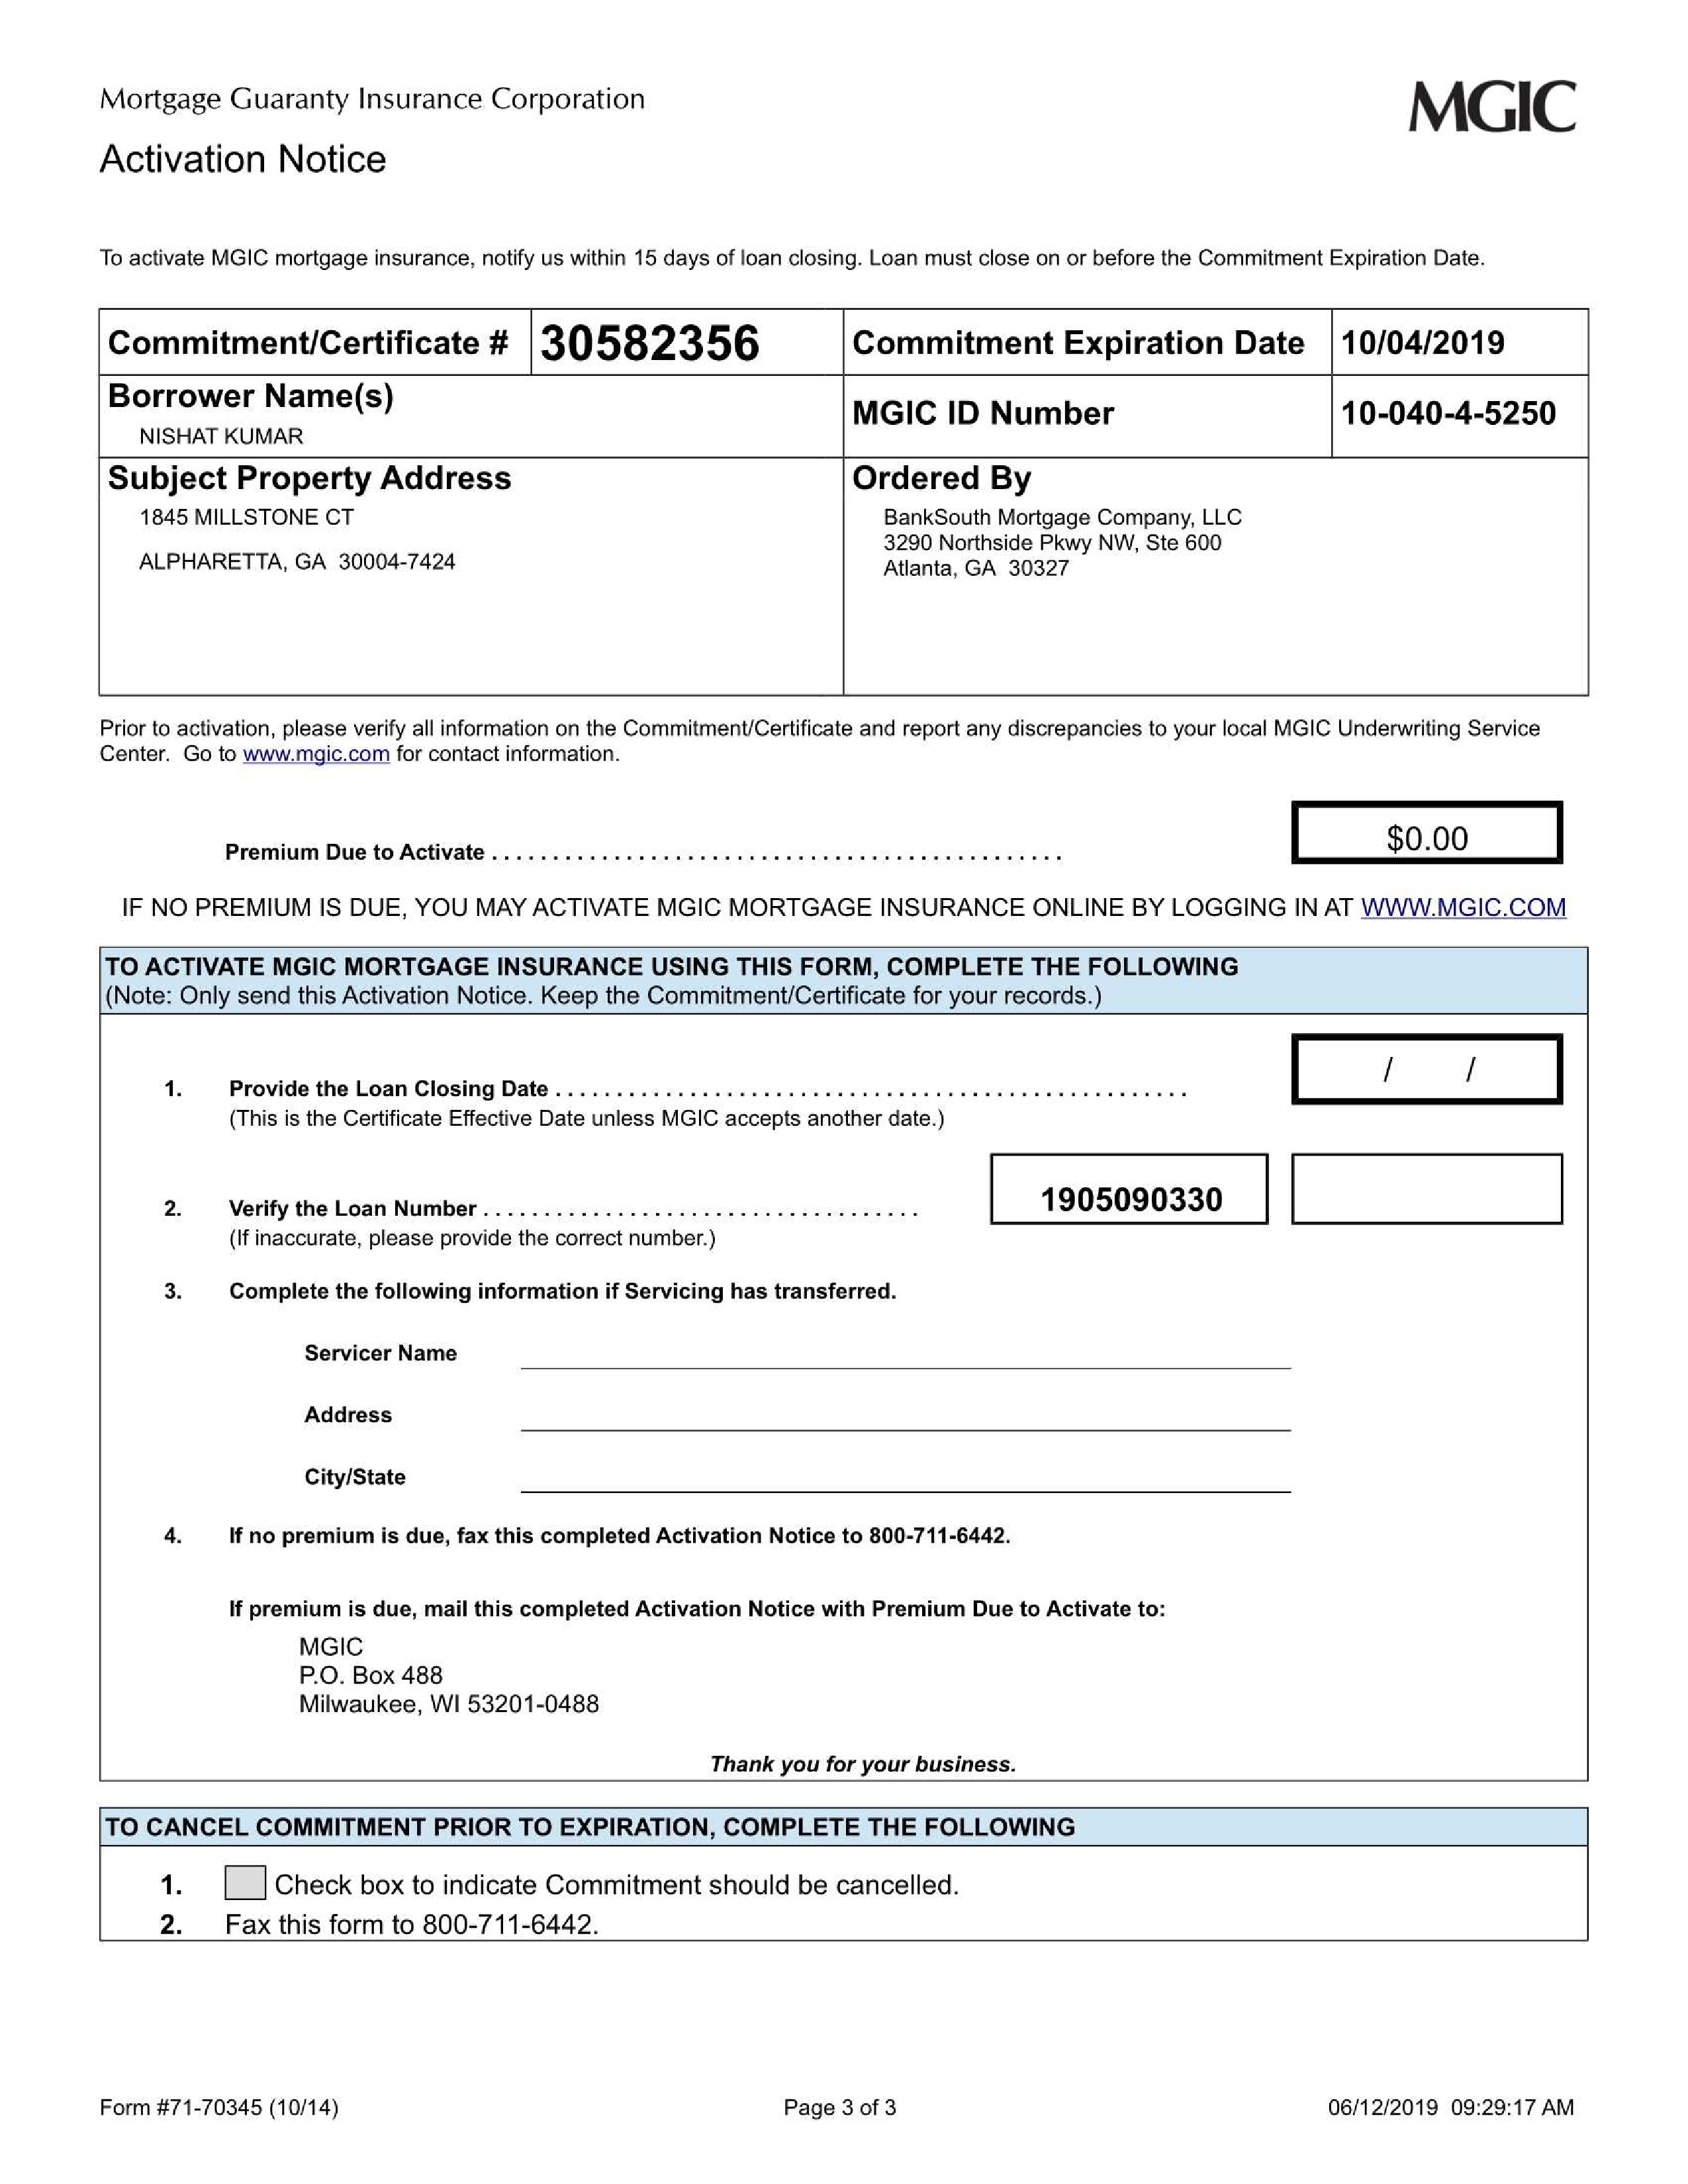 Mortgage Guaranty Insurance Corporation
MGIC
Activation Notice
To activate MGIC mortgage insurance, notify us within 15 days of loan closing. Loan must close on or before the Commitment Expiration Date.
Commitment/Certificate # 30582356 Commitment Expiration Date 10/04/2019
Borrower Name(s)
NISHAT KUMAR
MGIC ID Number 10-040-4-5250
Subject Property Address
1845 MILLSTONE CT
ALPHARETTA, GA 30004-7424
Ordered By
BankSouth Mortgage Company, LLC
3290 Northside Pkwy NW, Ste 600
Atlanta, GA 30327
Prior to activation, please verify all information on the Commitment/Certificate and report any discrepancies to your local MGIC Underwriting Service
Center. Go to www.mgic.com for contact information.
Premium Due to Activate . . . . . . . . . . . . . . . . . . . . . . . . . . . . . . . . . . . . . . . . . . . . . . . $0.00
IF NO PREMIUM IS DUE, YOU MAY ACTIVATE MGIC MORTGAGE INSURANCE ONLINE BY LOGGING IN AT WWW.MGIC.COM
TO ACTIVATE MGIC MORTGAGE INSURANCE USING THIS FORM, COMPLETE THE FOLLOWING
(Note: Only send this Activation Notice. Keep the Commitment/Certificate for your records.)
1. Provide the Loan Closing Date . . . . . . . . . . . . . . . . . . . . . . . . . . . . . . . . . . . . . . . . . . . . . . . . . . . . / /
(This is the Certificate Effective Date unless MGIC accepts another date.)
2. Verify the Loan Number . . . . . . . . . . . . . . . . . . . . . . . . . . . . . . . . . . . . 1905090330
(If inaccurate, please provide the correct number.)
3. Complete the following information if Servicing has transferred.
Servicer Name
Address
City/State
4. If no premium is due, fax this completed Activation Notice to 800-711-6442.
If premium is due, mail this completed Activation Notice with Premium Due to Activate to:
MGIC
P.O. Box 488
Milwaukee, WI 53201-0488
Thank you for your business.
TO CANCEL COMMITMENT PRIOR TO EXPIRATION, COMPLETE THE FOLLOWING
1. Check box to indicate Commitment should be cancelled.
2. Fax this form to 800-711-6442.
Form #71-70345 (10/14) Page 3 of 3 06/12/2019 09:29:17 AM